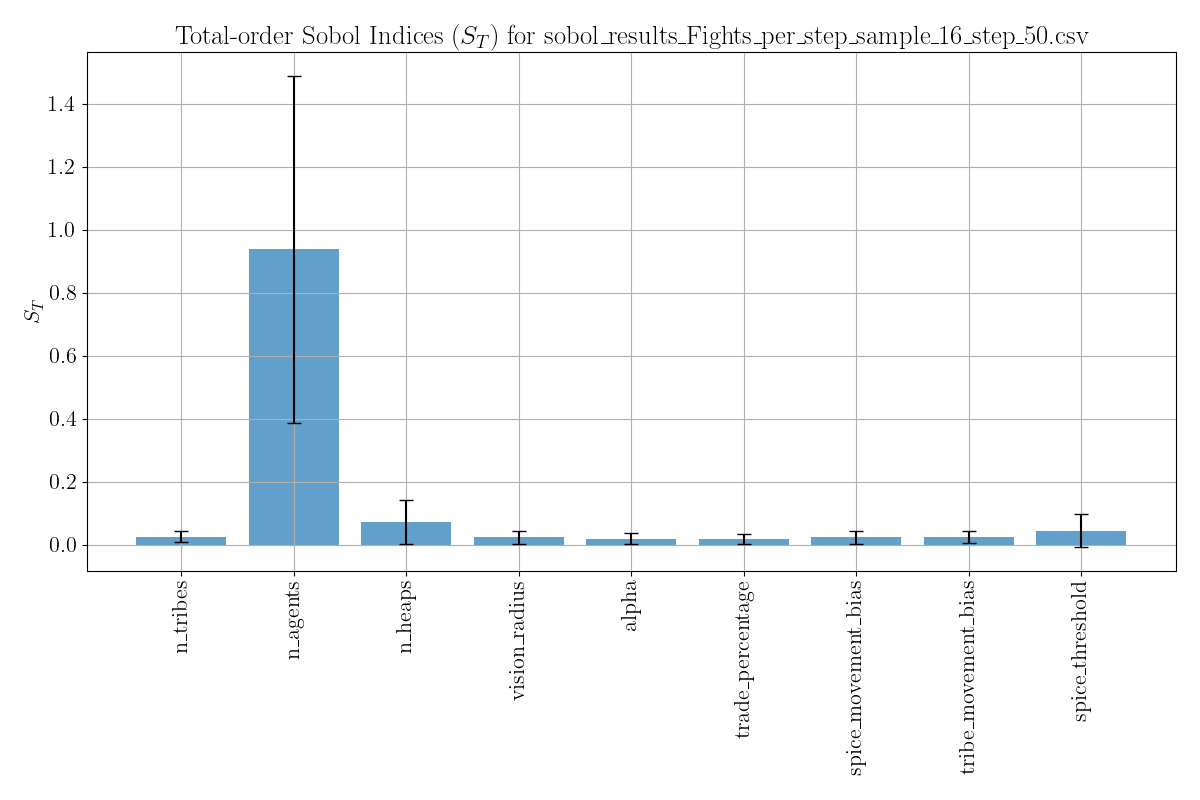 Total-order Sobol Indices (S_T) for sobol_results_Fights_per_step_sample_16_step_50.csv
S_T
1.4
1.2
1.0
0.8
0.6
0.4
0.2
0.0
n_tribes
n_agents
n_heaps
vision_radius
alpha
trade_percentage
spice_movement_bias
tribe_movement_bias
spice_threshold